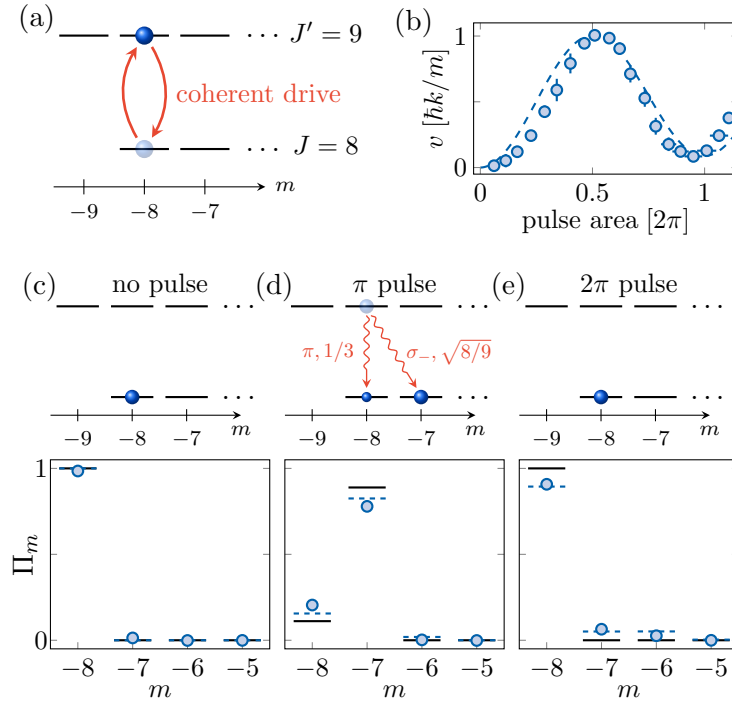 (a)
J′ = 9
coherent drive
J = 8
−9 −8 −7 m
(b)
v [ħk/m]
1
0
0 0.5 1
pulse area [2π]
(c) no pulse
−9 −8 −7 m
(d) π pulse
π, 1/3
σ₋, √8/9
−9 −8 −7 m
(e) 2π pulse
−9 −8 −7 m
Πm
1
0
−8 −7 −6 −5
m
−8 −7 −6 −5
m
−8 −7 −6 −5
m